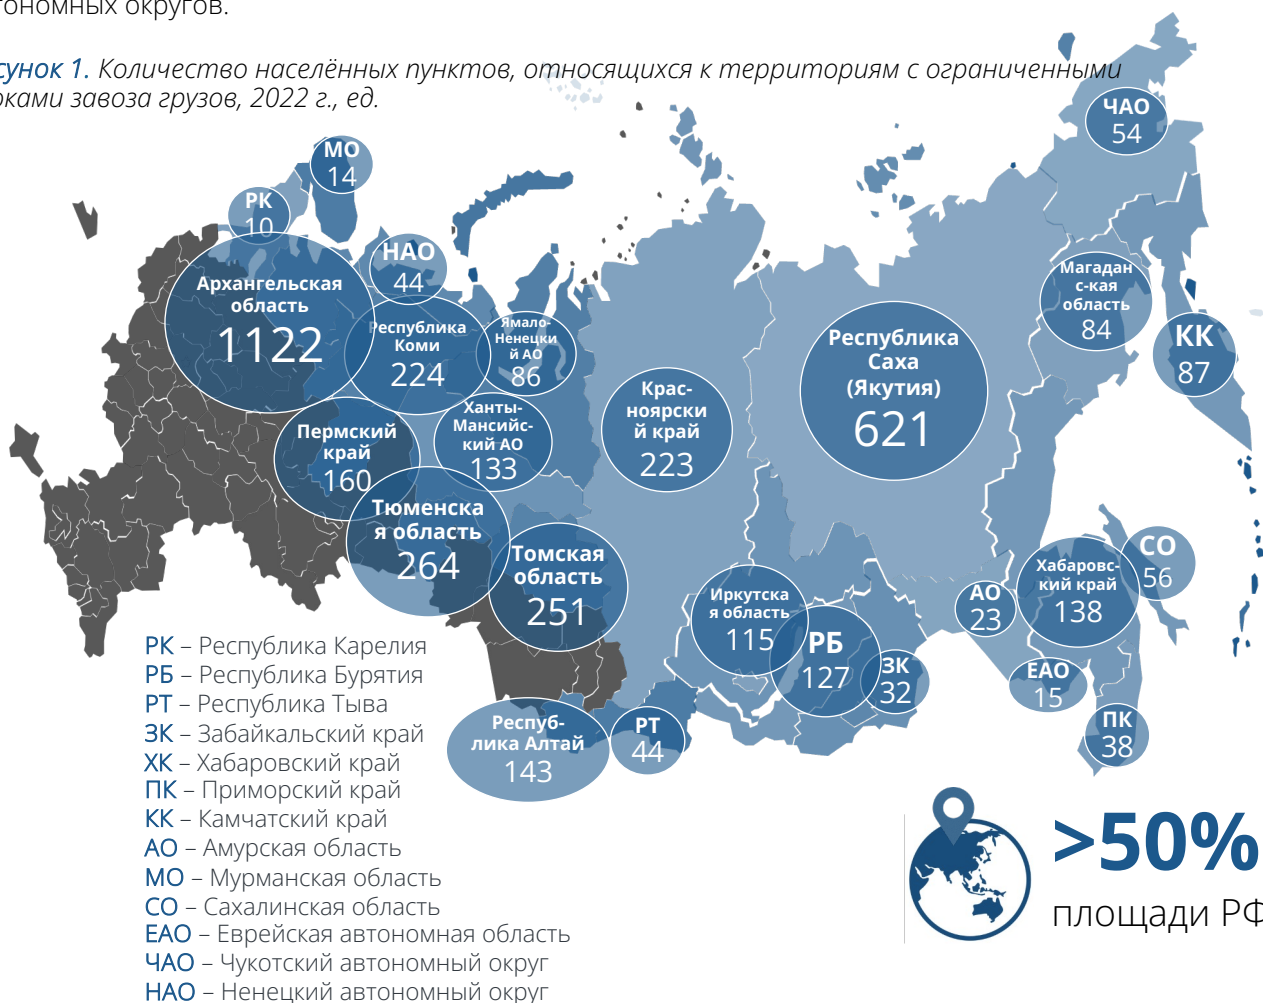 тономных округов.
сунок 1. Количество населённых пунктов, относящихся к территориям с ограниченными
оками завоза грузов, 2022 г., ед.
ЧАО
54
МО
14
РК
10
НАО
44
Архангельская
область
1122
Республика
Коми
224
Ямало-
Ненецки
й АО
86
Магадан
с-кая
область
84
КК
87
Республика
Саха
(Якутия)
621
Крас-
ноярски
й край
223
Ханты-
Мансийс-
кий АО
133
Пермский
край
160
Тюменска
я область
264
Томская
область
251
Иркутска
я область
115
РБ
127
ЗК
32
АО
23
Хабаровс-
кий край
138
СО
56
ЕАО
15
ПК
38
Респуб-
лика Алтай
143
РТ
44
РК – Республика Карелия
РБ – Республика Бурятия
РТ – Республика Тыва
ЗК – Забайкальский край
ХК – Хабаровский край
ПК – Приморский край
КК – Камчатский край
АО – Амурская область
МО – Мурманская область
СО – Сахалинская область
ЕАО – Еврейская автономная область
ЧАО – Чукотский автономный округ
НАО – Ненецкий автономный округ
>50%
площади РФ